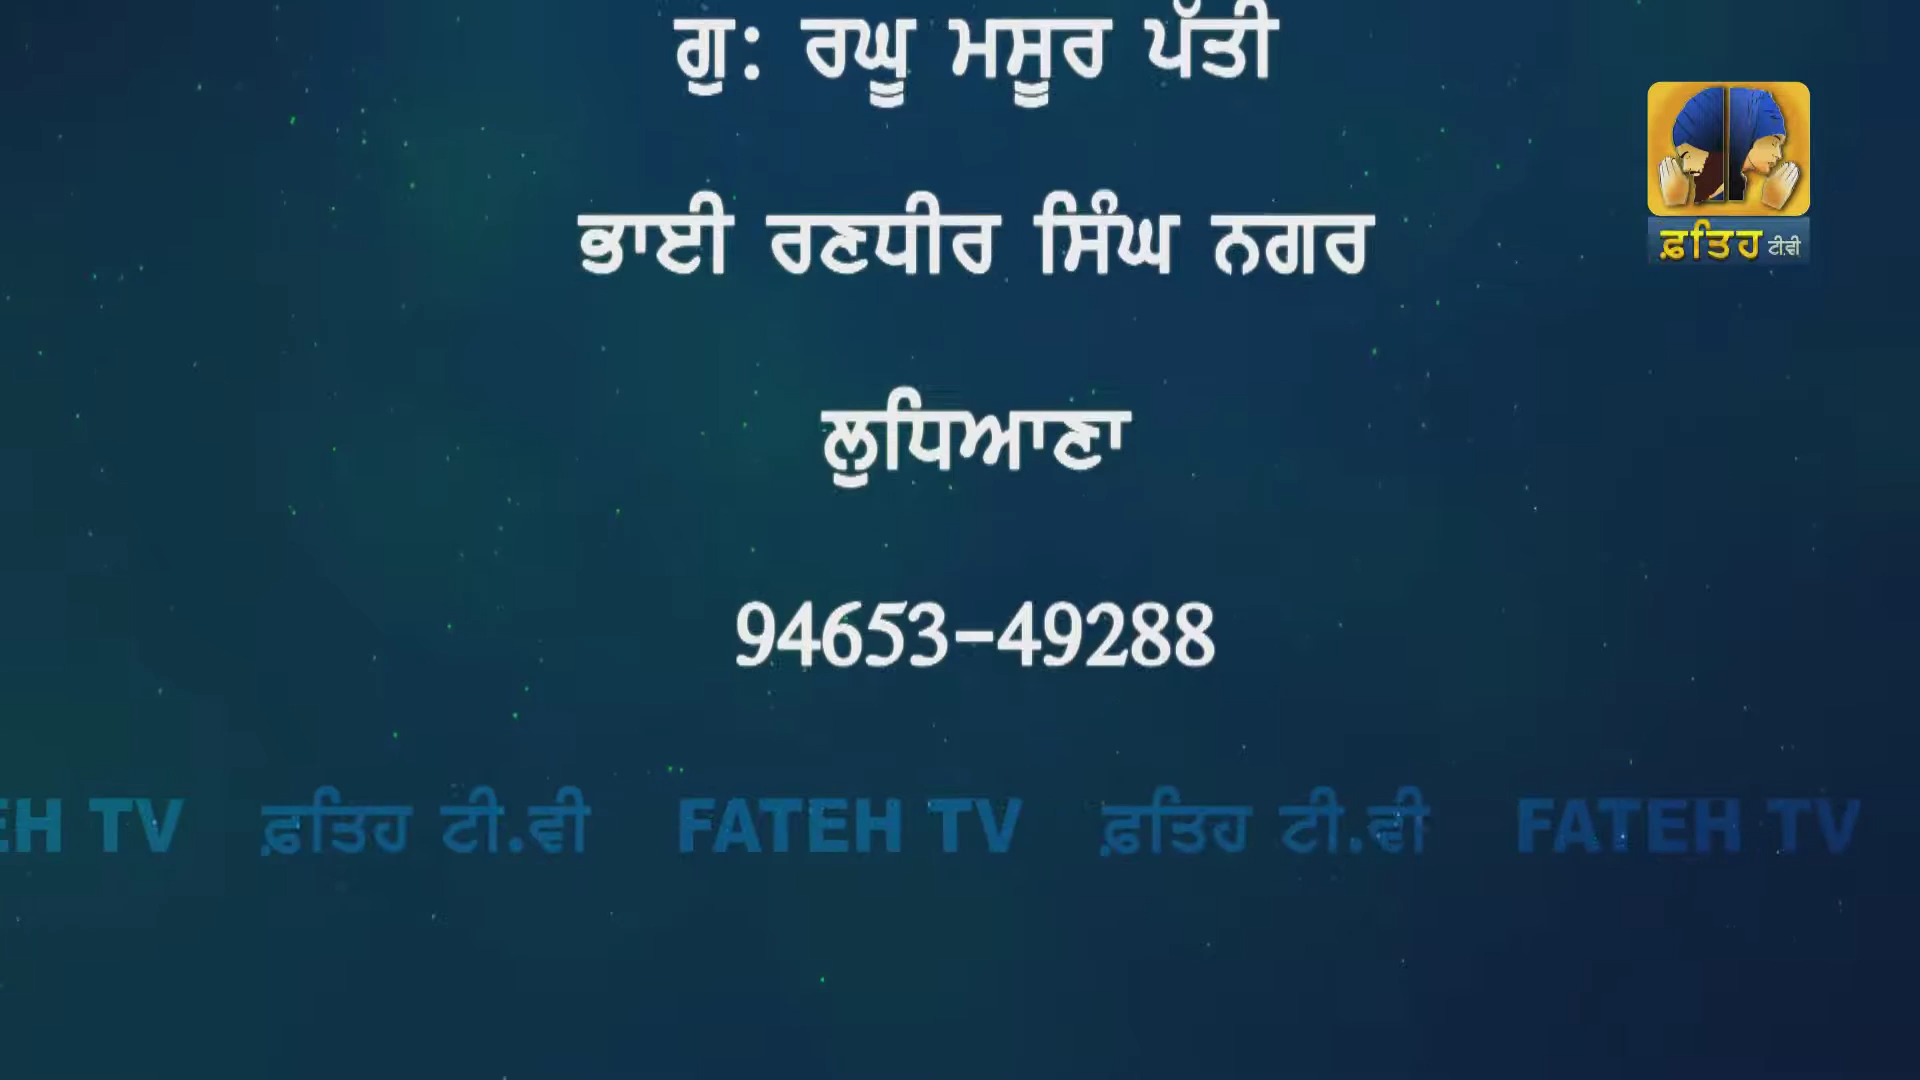 ਗੁ: ਰਘੂ ਮਸੂਰ ਪੱਤੀ
ਭਾਈ ਰਣਧੀਰ ਸਿੰਘ ਨਗਰ
ਫ਼ਤਿਹ ਟੀ.ਵੀ
ਲੁਧਿਆਣਾ
94653-49288
EH TV ਫ਼ਤਿਹ ਟੀ.ਵੀ FATEH TV ਫ਼ਤਿਹ ਟੀ.ਵੀ FATEH TV